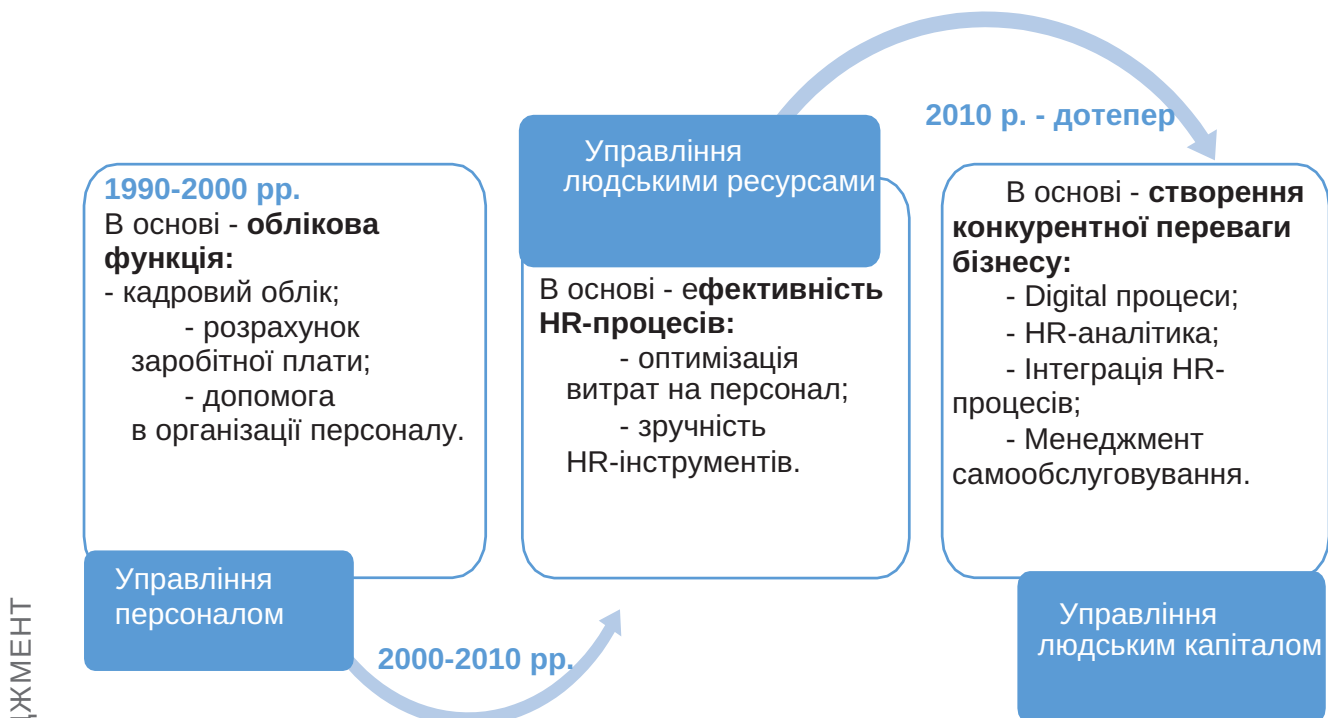 1990-2000 рр.
В основі - облікова
функція:
- кадровий облік;
- розрахунок
заробітної плати;
- допомога
в організації персоналу.
Управління
персоналом
2000-2010 рр.
Управління
людськими ресурсами
В основі - ефективність
HR-процесів:
- оптимізація
витрат на персонал;
- зручність
HR-інструментів.
2010 р. - дотепер
В основі - створення
конкурентної переваги
бізнесу:
- Digital процеси;
- HR-аналітика;
- Інтеграція HR-
процесів;
- Менеджмент
самообслуговування.
Управління
людським капіталом